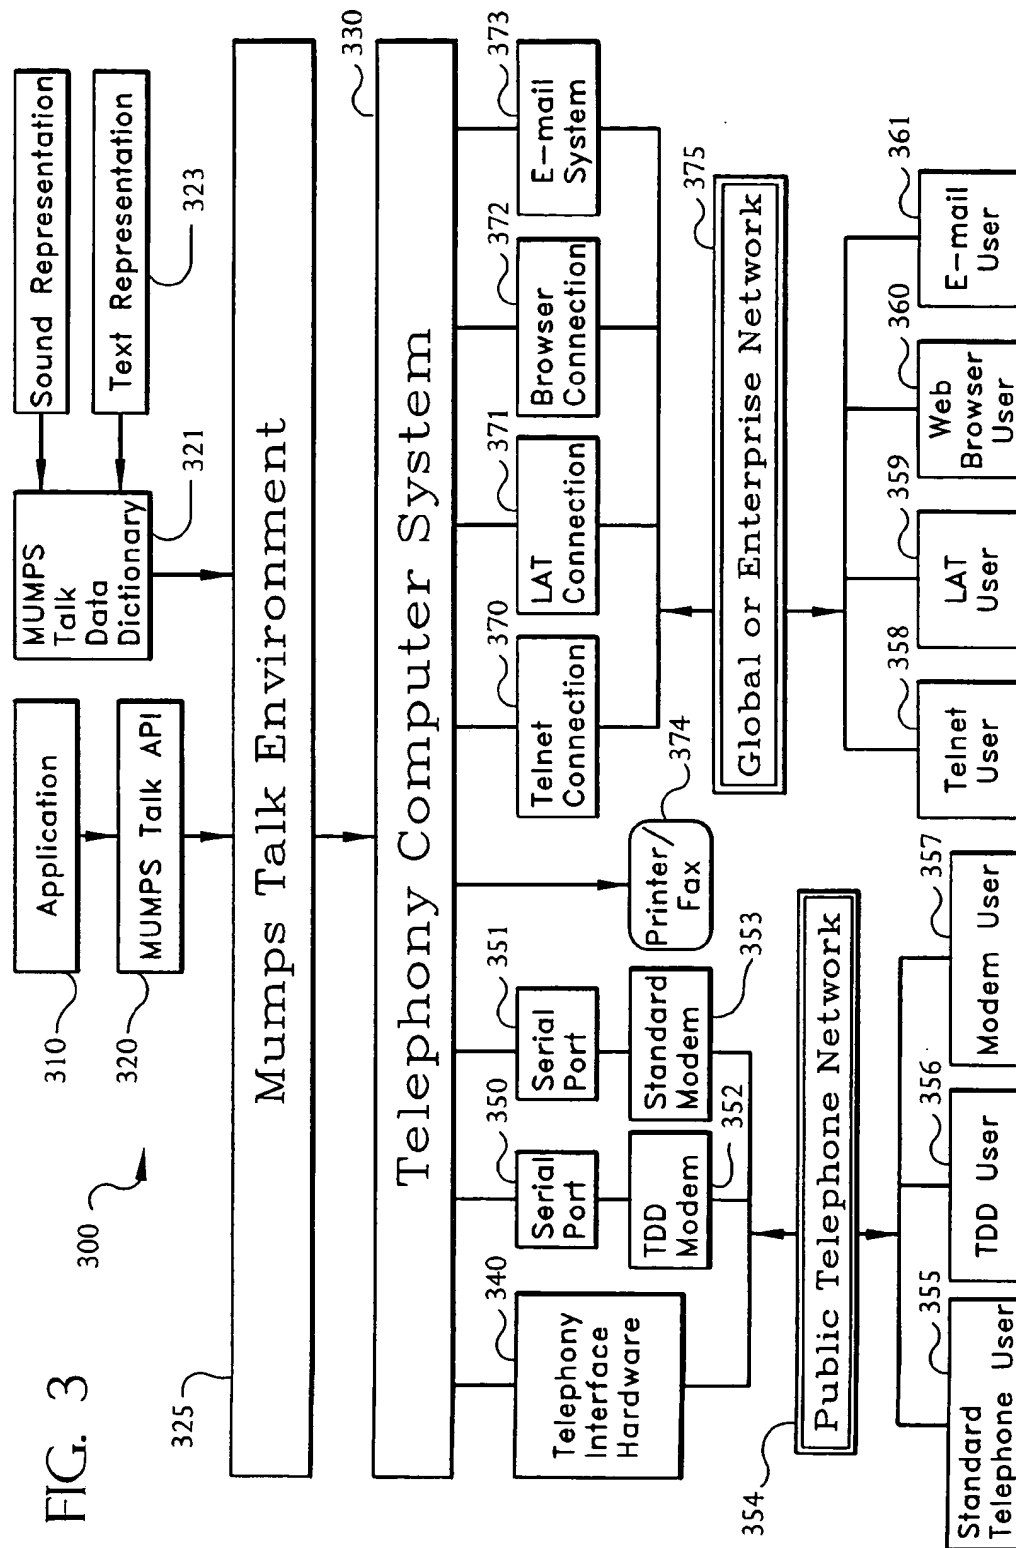 FIG. 3
300
310
Application
320
MUMPS Talk API
MUMPS
Talk
Data
Dictionary
321
Sound Representation
Text Representation
323
325
Mumps Talk Environment
330
Telephony Computer System
340
Telephony
Interface
Hardware
350
Serial
Port
351
Serial
Port
TDD
Modem
352
Standard
Modem
353
Printer/
Fax
374
370
Telnet
Connection
371
LAT
Connection
372
Browser
Connection
373
E-mail
System
354
Public Telephone Network
375
Global or Enterprise Network
355
Standard
Telephone User
356
TDD User
357
Modem User
358
Telnet
User
359
LAT
User
360
Web
Browser
User
361
E-mail
User